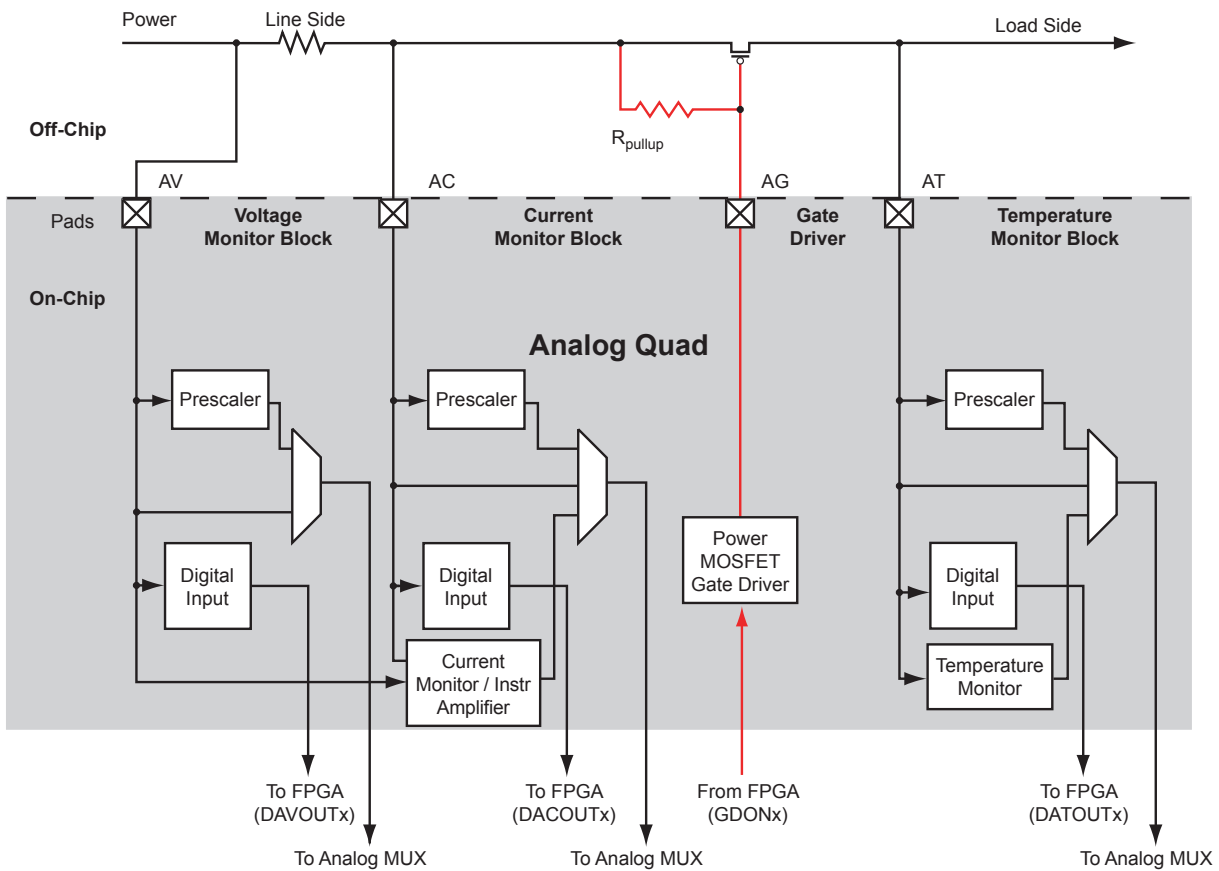 Power
Line Side
Load Side
Off-Chip
Rpullup
AV
AC
AG
AT
Pads
Voltage
Monitor Block
Current
Monitor Block
Gate
Driver
Temperature
Monitor Block
On-Chip
Analog Quad
Prescaler
Prescaler
Prescaler
Power
MOSFET
Gate Driver
Digital
Input
Digital
Input
Digital
Input
Current
Monitor / Instr
Amplifier
Temperature
Monitor
To FPGA
(DAVOUTx)
To FPGA
(DACOUTx)
From FPGA
(GDONx)
To FPGA
(DATOUTx)
To Analog MUX
To Analog MUX
To Analog MUX